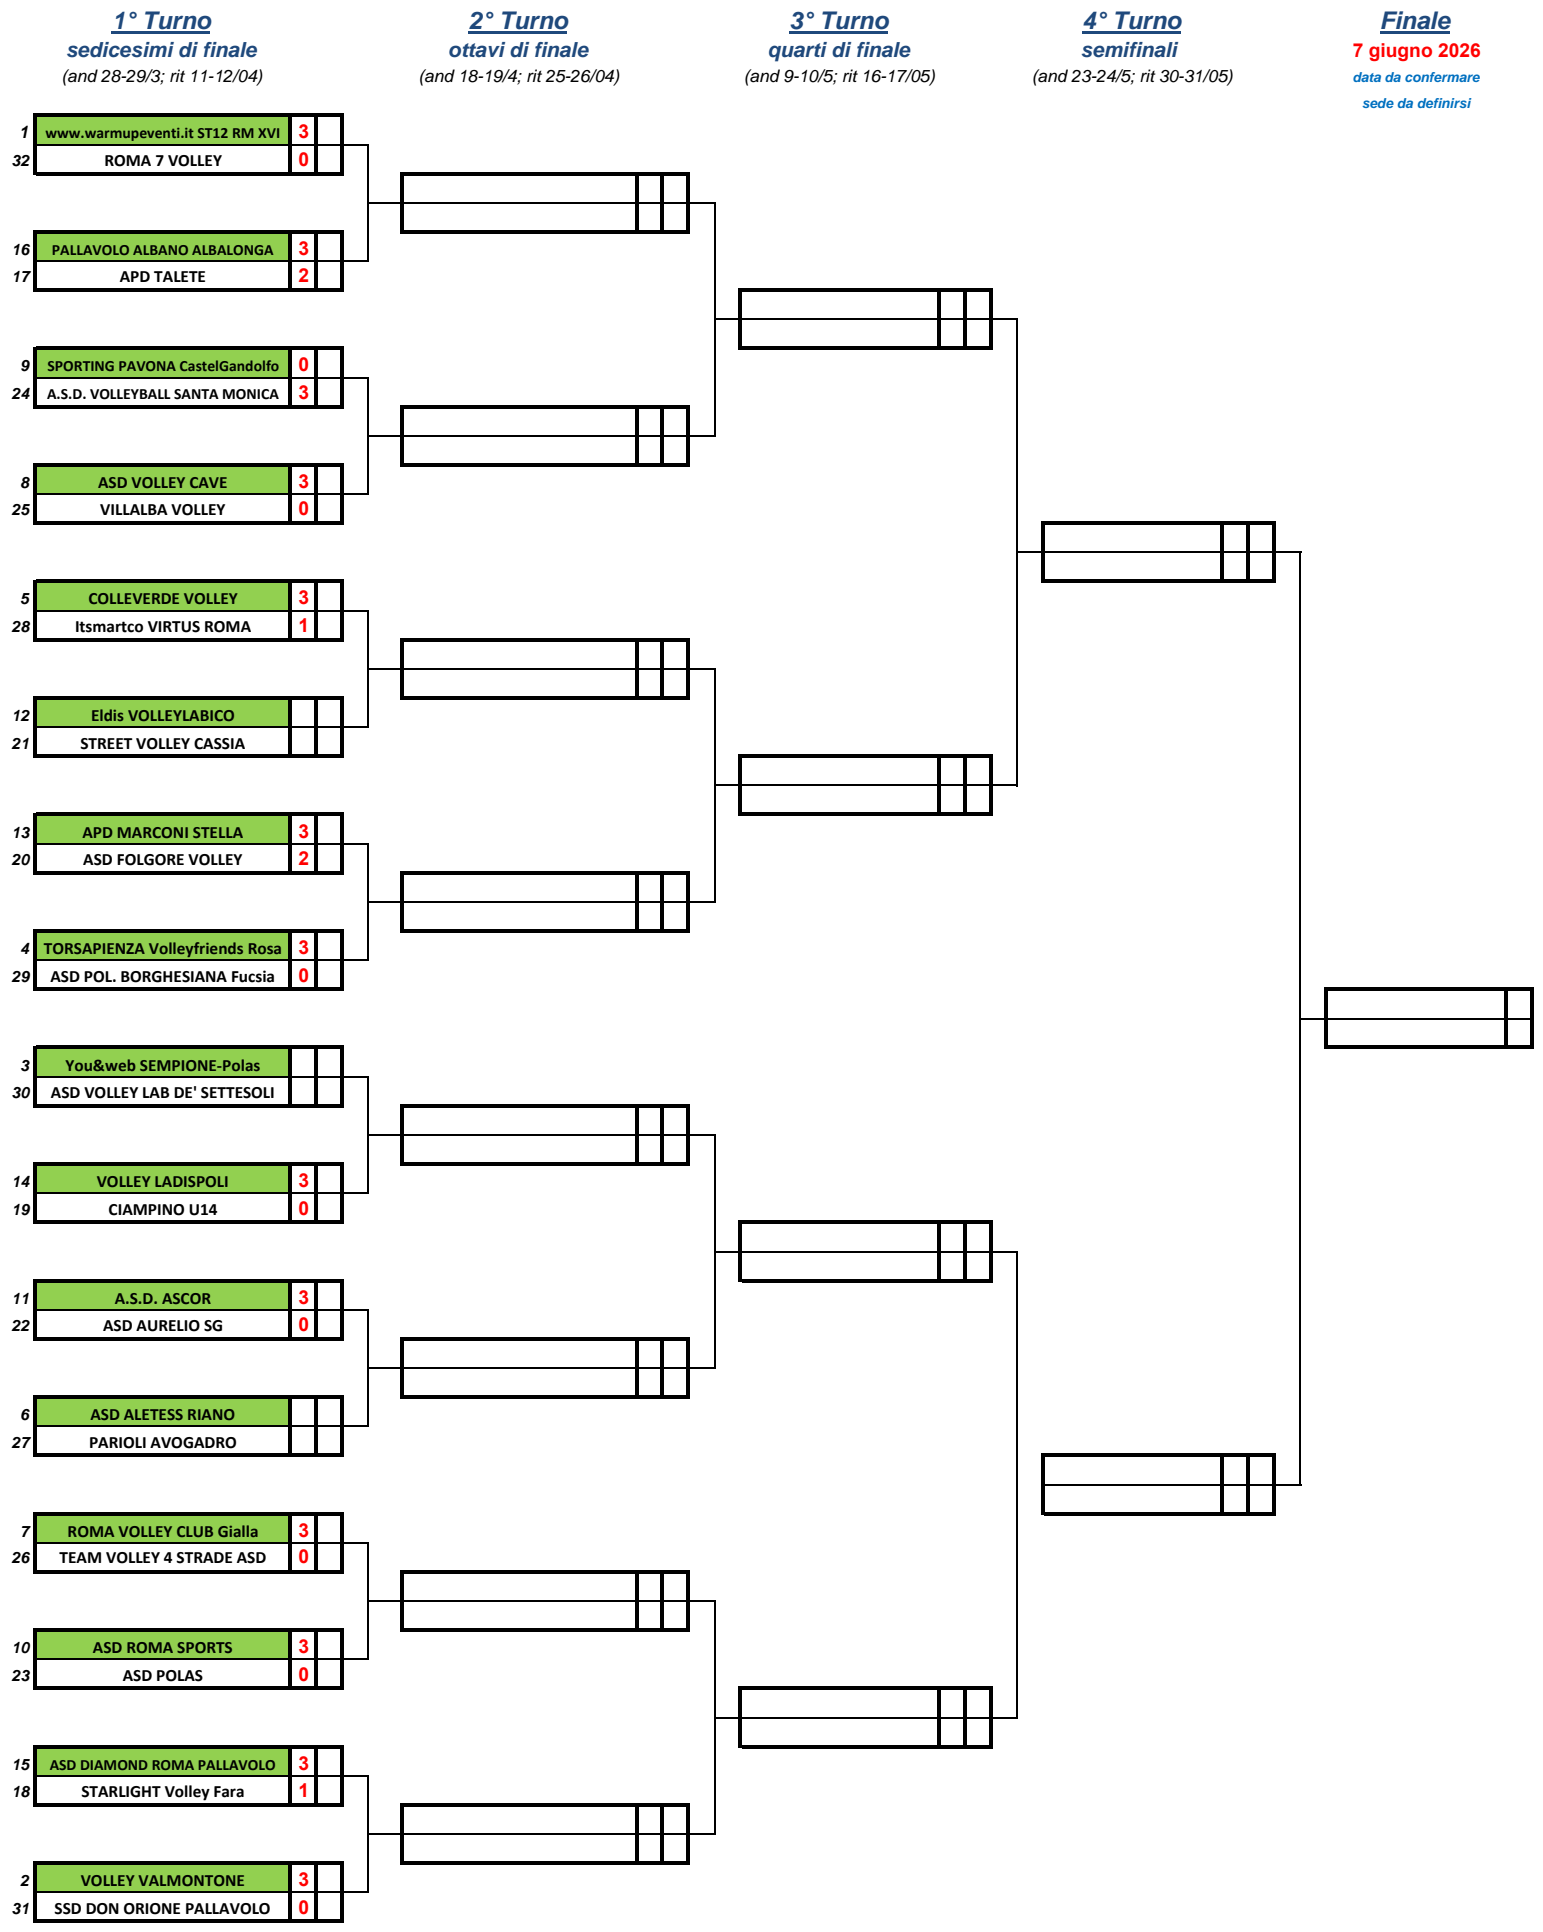 1° Turno 2° Turno 3° Turno 4° Turno Finale
sedicesimi di finale ottavi di finale quarti di finale semifinali 7 giugno 2026
(and 28-29/3; rit 11-12/04) (and 18-19/4; rit 25-26/04) (and 9-10/5; rit 16-17/05) (and 23-24/5; rit 30-31/05) data da confermare
sede da definirsi
1 www.warmupeventi.it ST12 RM XVI 3
32 ROMA 7 VOLLEY 0
16 PALLAVOLO ALBANO ALBALONGA 3
17 APD TALETE 2
9 SPORTING PAVONA CastelGandolfo 0
24 A.S.D. VOLLEYBALL SANTA MONICA 3
8 ASD VOLLEY CAVE 3
25 VILLALBA VOLLEY 0
5 COLLEVERDE VOLLEY 3
28 Itsmartco VIRTUS ROMA 1
12 Eldis VOLLEYLABICO
21 STREET VOLLEY CASSIA
13 APD MARCONI STELLA 3
20 ASD FOLGORE VOLLEY 2
4 TORSAPIENZA Volleyfriends Rosa 3
29 ASD POL. BORGHESIANA Fucsia 0
3 You&web SEMPIONE-Polas
30 ASD VOLLEY LAB DE' SETTESOLI
14 VOLLEY LADISPOLI 3
19 CIAMPINO U14 0
11 A.S.D. ASCOR 3
22 ASD AURELIO SG 0
6 ASD ALETESS RIANO
27 PARIOLI AVOGADRO
7 ROMA VOLLEY CLUB Gialla 3
26 TEAM VOLLEY 4 STRADE ASD 0
10 ASD ROMA SPORTS 3
23 ASD POLAS 0
15 ASD DIAMOND ROMA PALLAVOLO 3
18 STARLIGHT Volley Fara 1
2 VOLLEY VALMONTONE 3
31 SSD DON ORIONE PALLAVOLO 0